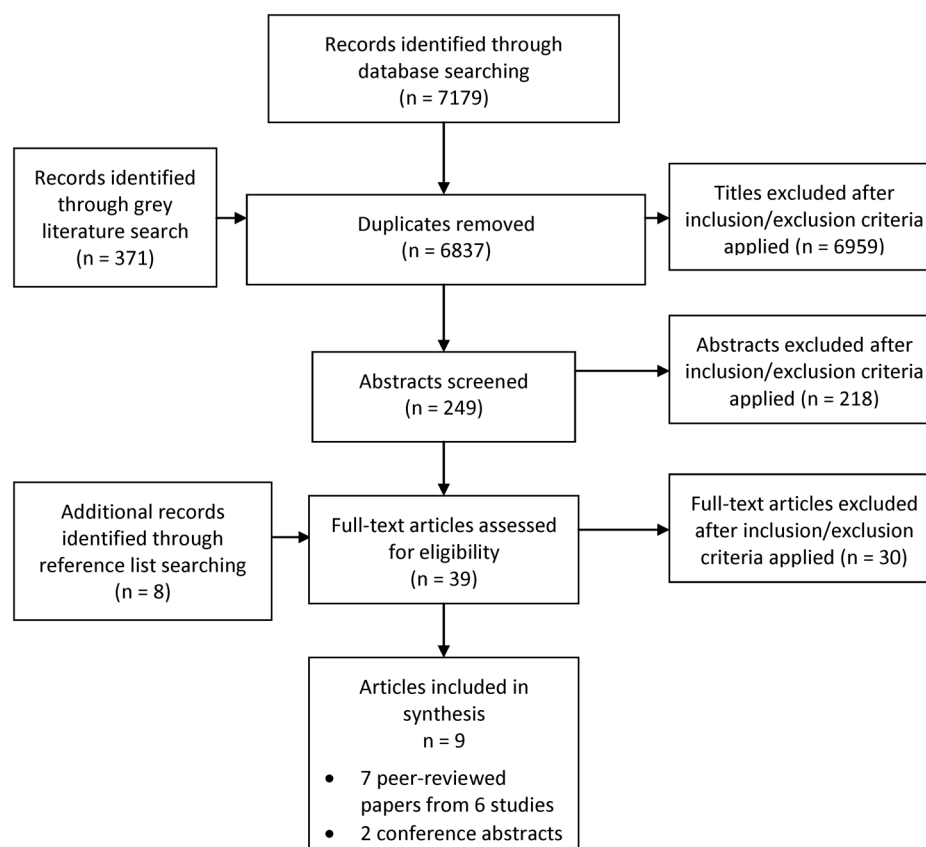 Records identified through
database searching
(n = 7179)
Records identified
through grey
literature search
(n = 371)
Duplicates removed
n = 6837
Titles excluded after
inclusion/exclusion criteria
applied (n = 6959)
Abstracts screened
(n = 249)
Abstracts excluded after
inclusion/exclusion criteria
applied (n = 218)
Additional records
identified through
reference list searching
(n = 8)
Full-text articles assessed
for eligibility
(n = 39)
Full-text articles excluded
after inclusion/exclusion
criteria applied (n = 30)
Articles included in
synthesis
n = 9
• 7 peer-reviewed
papers from 6 studies
• 2 conference abstracts